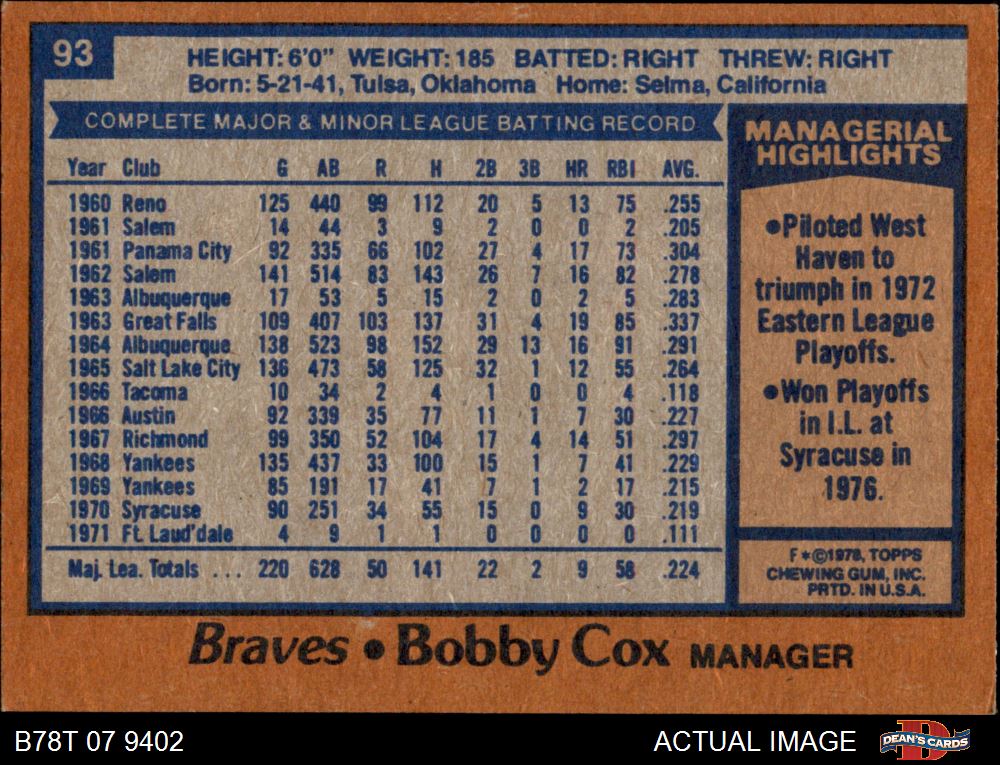 93
HEIGHT: 6'0" WEIGHT: 185 BATTED: RIGHT THREW: RIGHT
Born: 5-21-41, Tulsa, Oklahoma Home: Selma, California
COMPLETE MAJOR & MINOR LEAGUE BATTING RECORD
Year Club G AB R H 2B 3B HR RBI AVG.
1960 Reno 125 440 99 112 20 5 13 75 .255
1961 Salem 14 44 3 9 2 0 0 2 .205
1961 Panama City 92 335 66 102 27 4 17 73 .304
1962 Salem 141 514 83 143 26 7 16 82 .278
1963 Albuquerque 17 53 5 15 2 0 2 5 .283
1963 Great Falls 109 407 103 137 31 4 19 85 .337
1964 Albuquerque 138 523 98 152 29 13 16 91 .291
1965 Salt Lake City 136 473 58 125 32 1 12 55 .264
1966 Tacoma 10 34 2 4 1 0 0 4 .118
1966 Austin 92 339 35 77 11 1 7 30 .227
1967 Richmond 99 350 52 104 17 4 14 51 .297
1968 Yankees 135 437 33 100 15 1 7 41 .229
1969 Yankees 85 191 17 41 7 1 2 17 .215
1970 Syracuse 90 251 34 55 15 0 9 30 .219
1971 Ft. Laud'dale 4 9 1 1 0 0 0 0 .111
Maj. Lea. Totals ... 220 628 50 141 22 2 9 58 .224
MANAGERIAL
HIGHLIGHTS
●Piloted West
Haven to
triumph in 1972
Eastern League
Playoffs.
●Won Playoffs
in I.L. at
Syracuse in
1976.
F*©1978, TOPPS
CHEWING GUM, INC.
PRTD. IN U.S.A.
Braves • Bobby Cox MANAGER
B78T 07 9402
ACTUAL IMAGE
D
DEAN'S CARDS